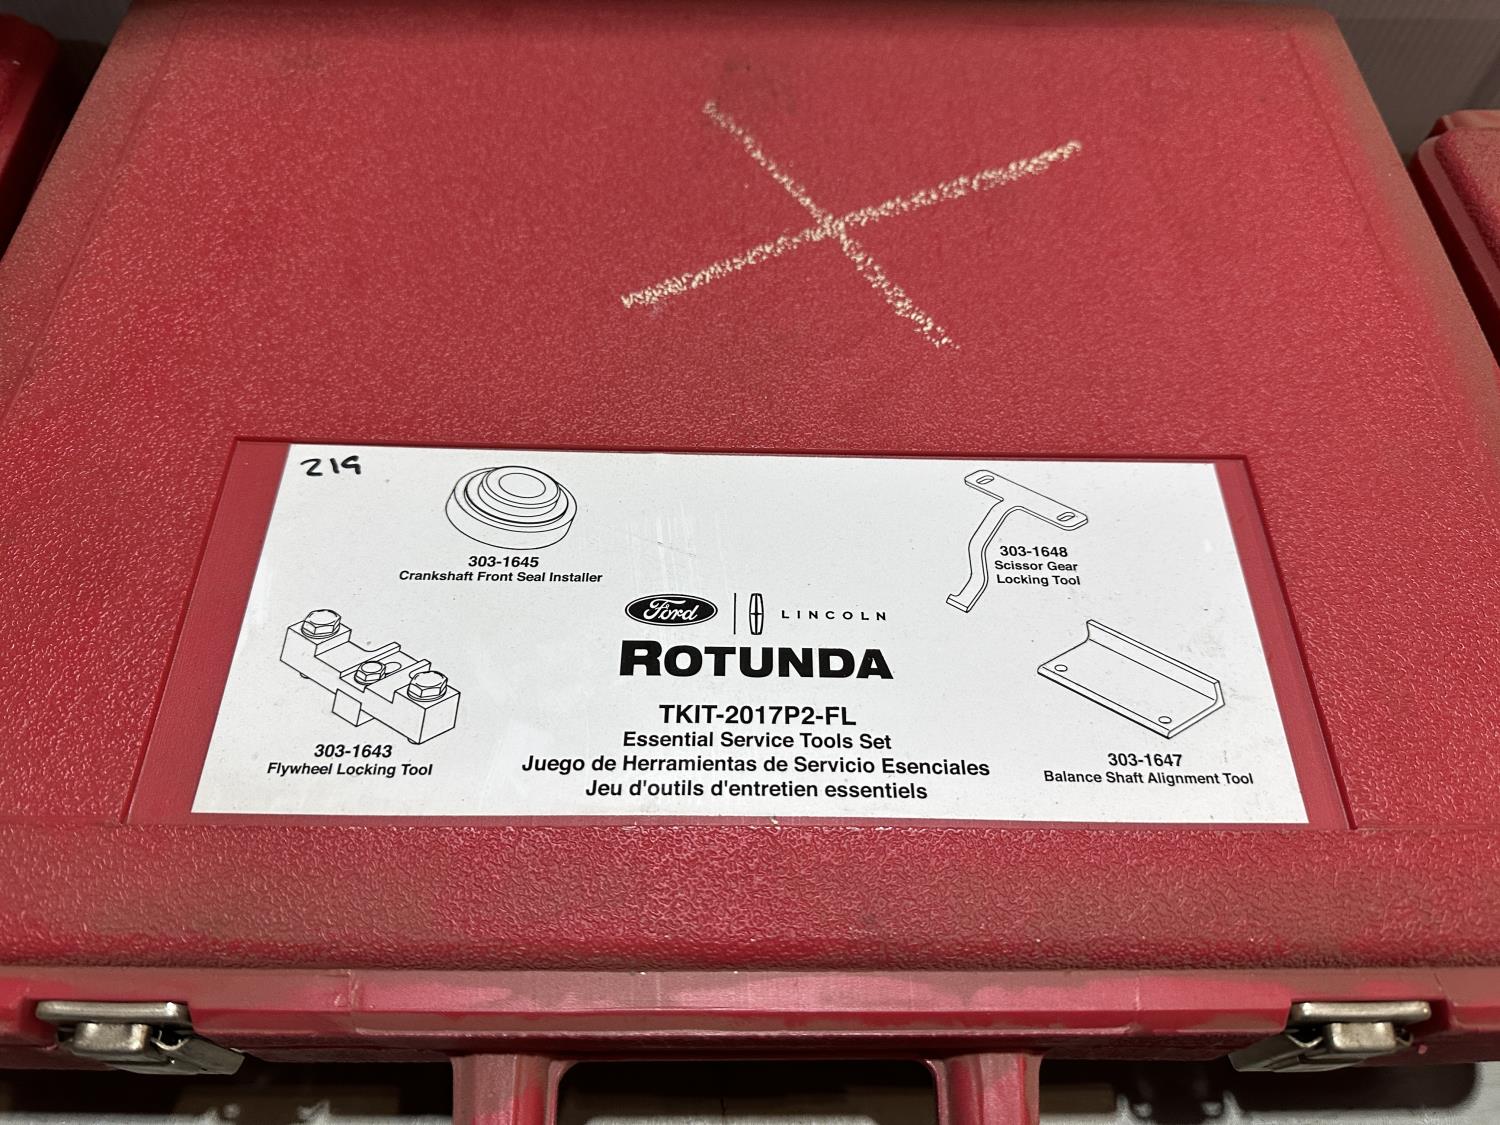 219
303-1645
Crankshaft Front Seal Installer
303-1648
Scissor Gear
Locking Tool
Ford LINCOLN
ROTUNDA
TKIT-2017P2-FL
Essential Service Tools Set
Juego de Herramientas de Servicio Esenciales
Jeu d'outils d'entretien essentiels
303-1643
Flywheel Locking Tool
303-1647
Balance Shaft Alignment Tool